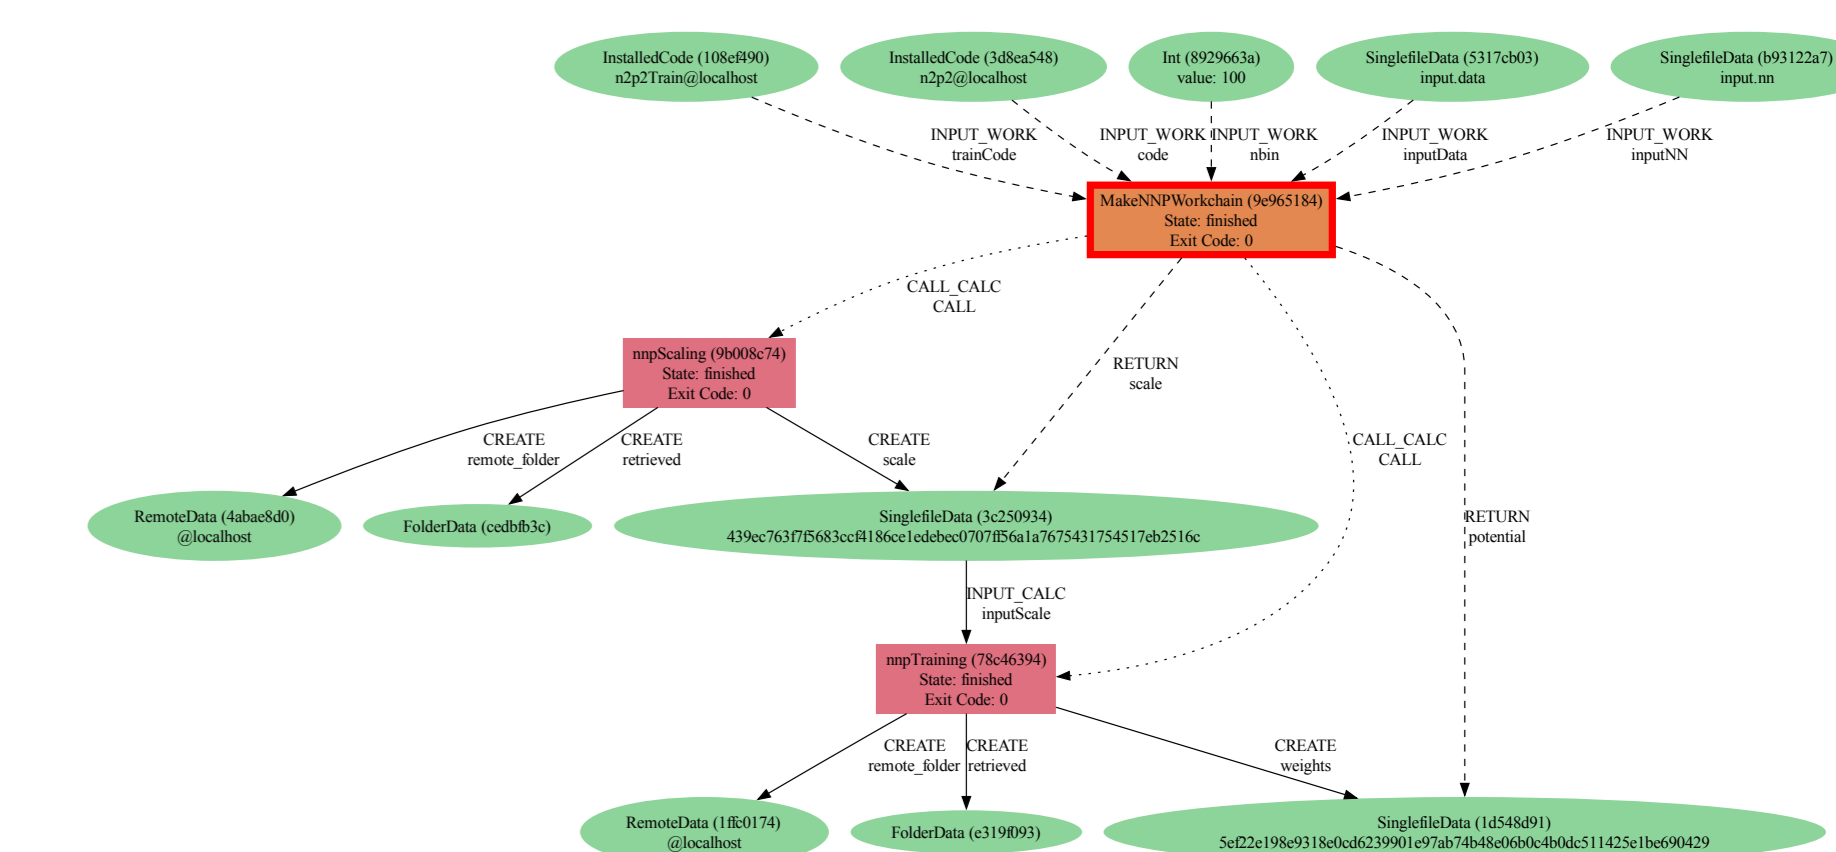 InstalledCode (108ef490)
n2p2Train@localhost
InstalledCode (3d8ea548)
n2p2@localhost
Int (8929663a)
value: 100
SinglefileData (5317cb03)
input.data
SinglefileData (b93122a7)
input.nn
INPUT_WORK
trainCode
INPUT_WORK
code
INPUT_WORK
nbin
INPUT_WORK
inputData
INPUT_WORK
inputNN
MakeNNPWorkchain (9e965184)
State: finished
Exit Code: 0
CALL_CALC
CALL
nnpScaling (9b008c74)
State: finished
Exit Code: 0
RETURN
scale
CREATE
remote_folder
CREATE
retrieved
CREATE
scale
CALL_CALC
CALL
RETURN
potential
RemoteData (4abae8d0)
@localhost
FolderData (cedbfb3c)
SinglefileData (3c250934)
439ec763f7f5683ccf4186ce1edebec0707ff56a1a7675431754517eb2516c
INPUT_CALC
inputScale
nnpTraining (78c46394)
State: finished
Exit Code: 0
CREATE
remote_folder
CREATE
retrieved
CREATE
weights
RemoteData (1ffc0174)
@localhost
FolderData (e319f093)
SinglefileData (1d548d91)
5ef22e198e9318e0cd6239901e97ab74b48e06b0c4b0dc511425e1be690429